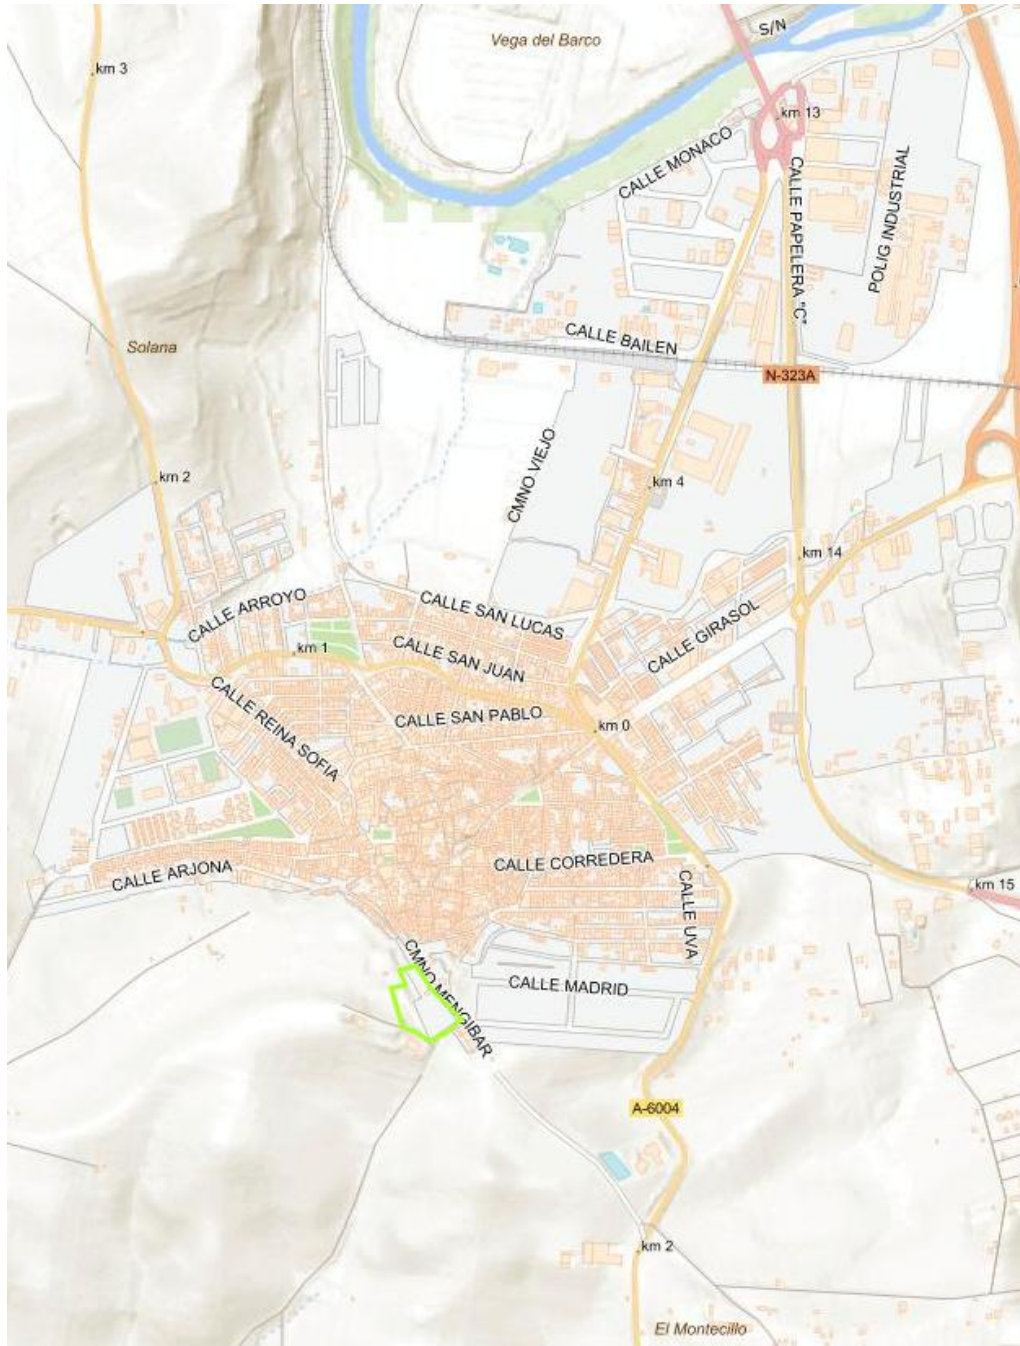 S/N
Vega del Barco
km 3
km 13
CALLE MONACO
CALLE PAPELERA "C"
POLIG INDUSTRIAL
CALLE BAILEN
Solana
N-323A
CMNO VIEJO
km 2
km 4
km 14
CALLE ARROYO
CALLE SAN LUCAS
CALLE GIRASOL
km 1
CALLE SAN JUAN
CALLE REINA SOFIA
CALLE SAN PABLO
km 0
CALLE CORREDERA
CALLE ARJONA
CALLE UVA
km 15
CMNO MENGIBAR
CALLE MADRID
A-6004
km 2
El Montecillo